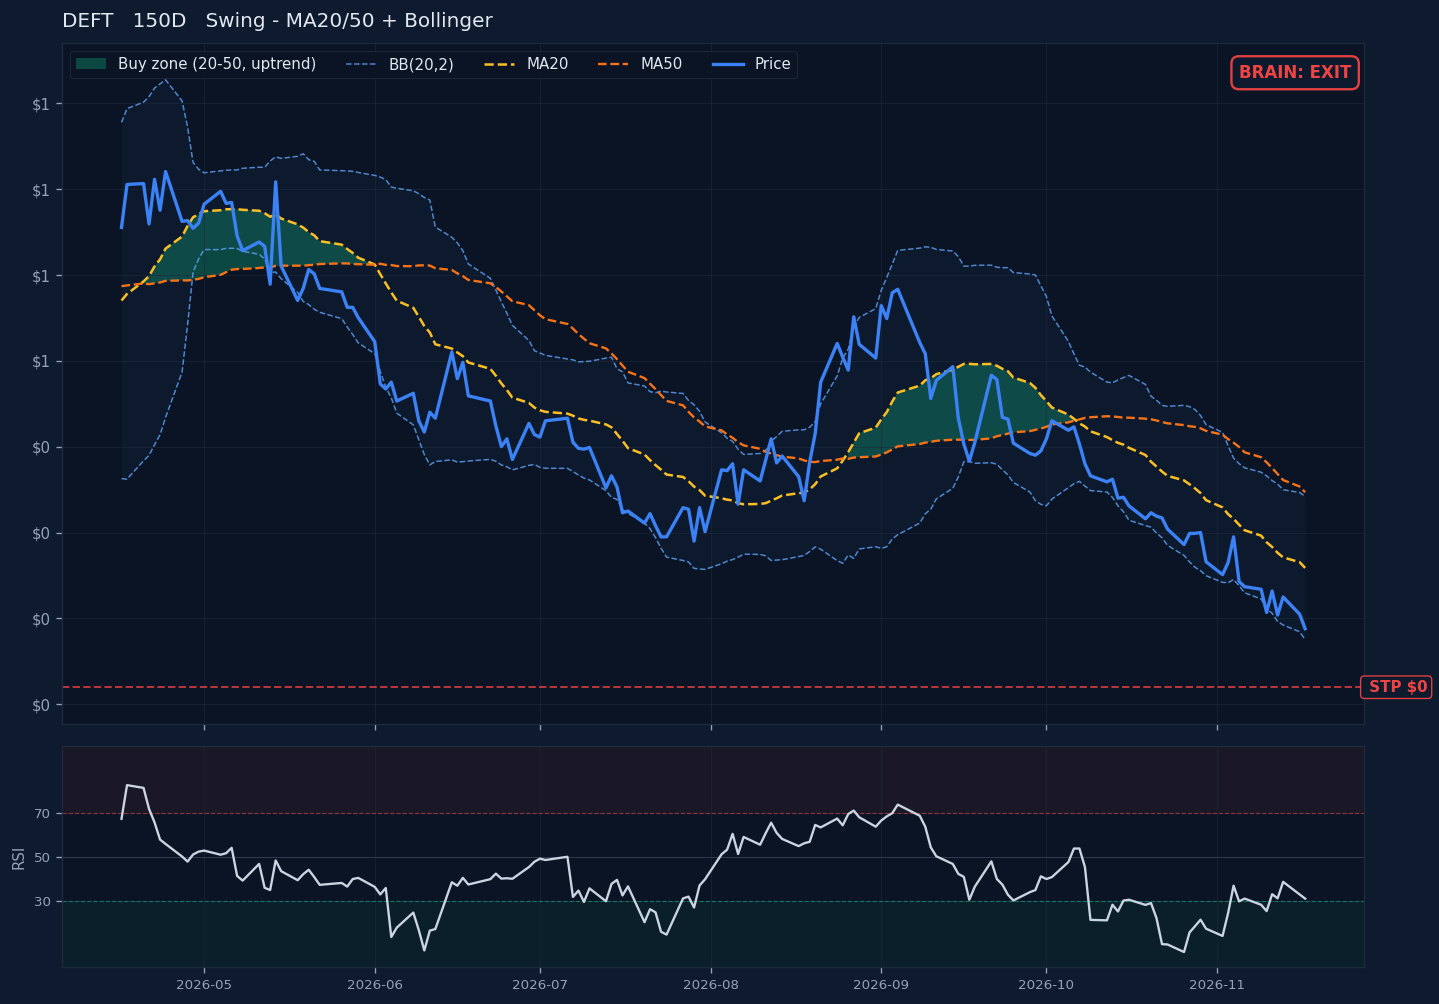 DEFT 150D Swing - MA20/50 + Bollinger
Buy zone (20-50, uptrend) BB(20,2) MA20 MA50 Price
BRAIN: EXIT
$1
$1
$1
$1
$0
$0
$0
STP $0
$0
RSI
70
50
30
2026-05 2026-06 2026-07 2026-08 2026-09 2026-10 2026-11